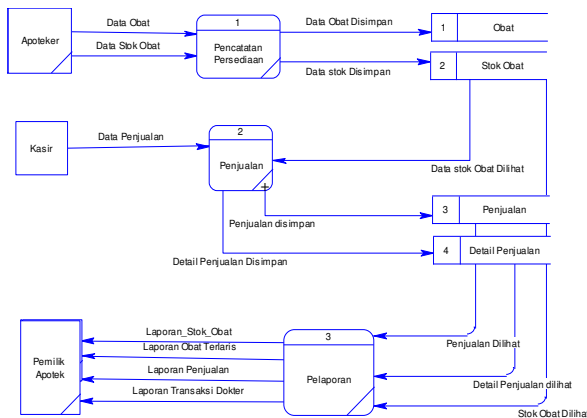 Apoteker
Data Obat
Data Stok Obat
1
Pencatatan
Persediaan
Data Obat Disimpan
Data stok Disimpan
1 Obat
2 Stok Obat
Kasir
Data Penjualan
2
Penjualan
Data stok Obat Dilihat
Penjualan disimpan
Detail Penjualan Disimpan
3 Penjualan
4 Detail Penjualan
Pemilik
Apotek
Laporan_Stok_Obat
Laporan Obat Terlaris
Laporan Penjualan
Laporan Transaksi Dokter
3
Pelaporan
Penjualan Dilihat
Detail Penjualan dilihat
Stok Obat Dilihat